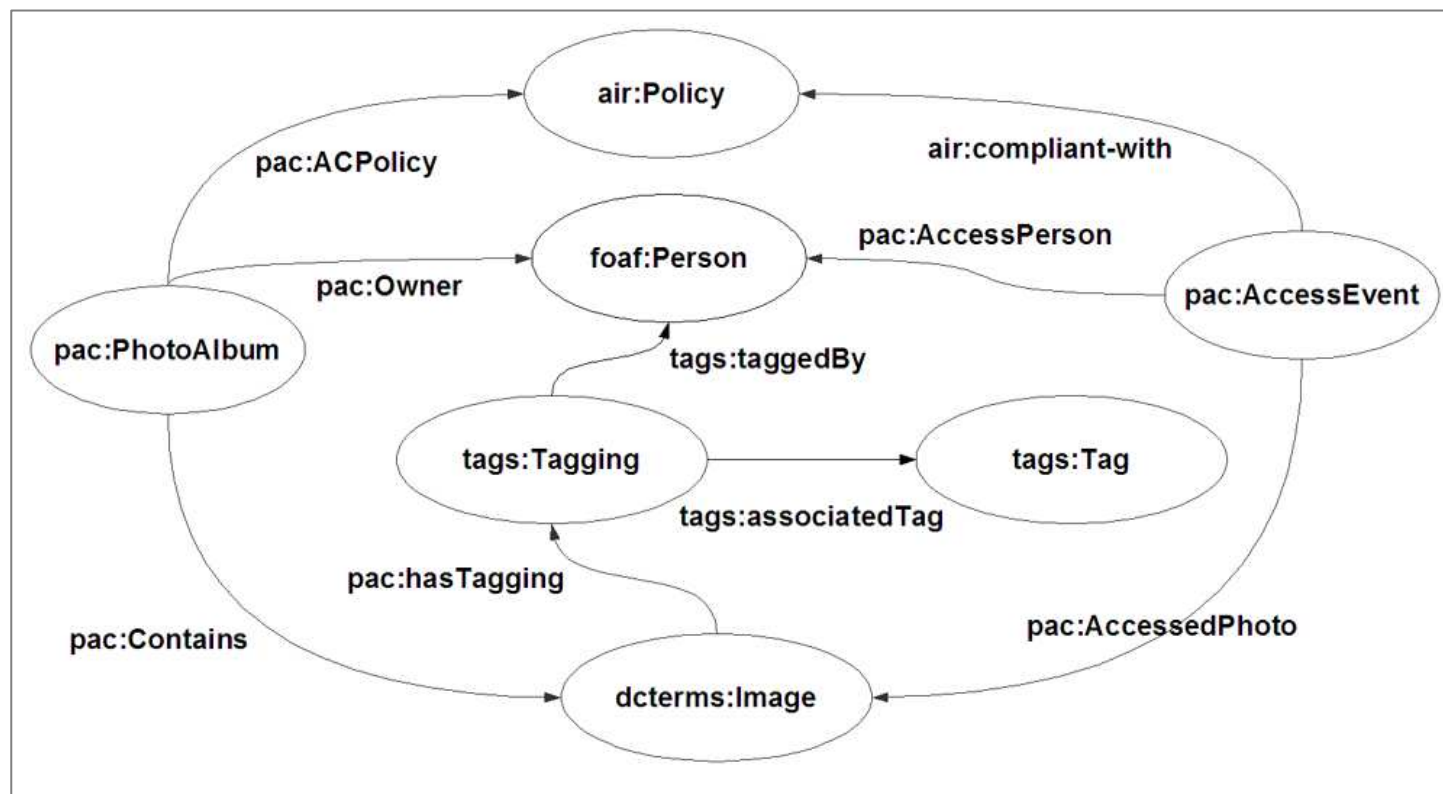 air:Policy
air:compliant-with
pac:ACPolicy
pac:AccessPerson
foaf:Person
pac:Owner
pac:AccessEvent
pac:PhotoAlbum
tags:taggedBy
tags:Tagging
tags:Tag
tags:associatedTag
pac:hasTagging
pac:Contains
pac:AccessedPhoto
dcterms:Image